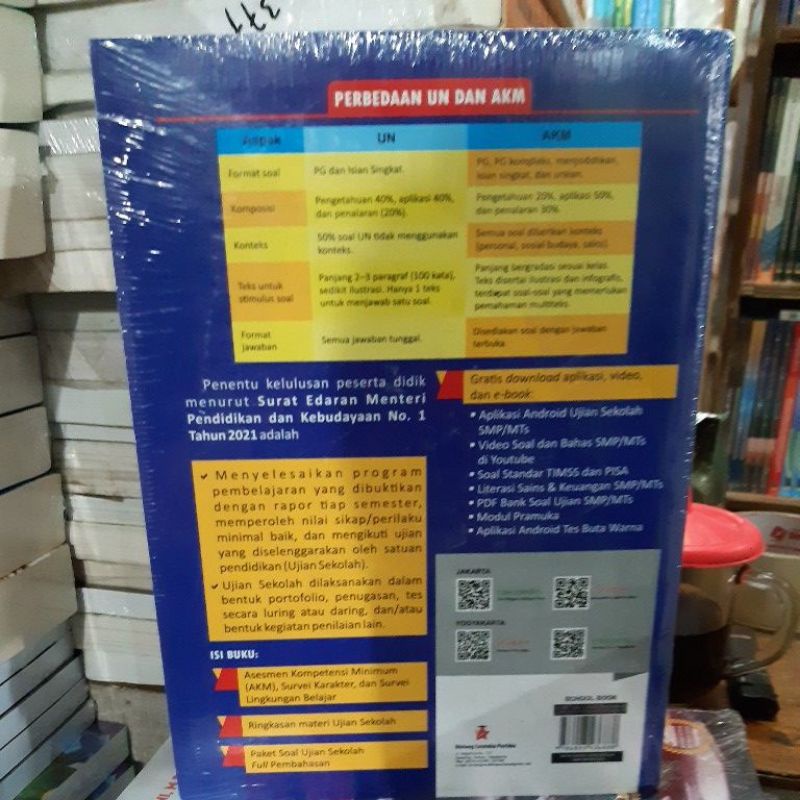 371
PERBEDAAN UN DAN AKM
Aspek
UN
AKM
Format soal
PG dan Isian Singkat.
PG, PG kompleks, menjodohkan,
isian singkat, dan uraian.
Komposisi
Pengetahuan 40%, aplikasi 40%,
dan penalaran (20%).
Pengetahuan 20%, aplikasi 50%,
dan penalaran 30%.
Konteks
50% soal UN tidak menggunakan
konteks.
Semua soal diberikan konteks
(personal, sosial budaya, sains).
Teks untuk
stimulus soal
Panjang 2–3 paragraf (100 kata),
sedikit ilustrasi. Hanya 1 teks
untuk menjawab satu soal.
Panjang bergradasi sesuai kelas.
Teks disertai ilustrasi dan infografis,
terdapat soal-soal yang memerlukan
pemahaman multiteks.
Format
jawaban
Semua jawaban tunggal.
Disediakan soal dengan jawaban
terbuka.
Penentu kelulusan peserta didik
menurut Surat Edaran Menteri
Pendidikan dan Kebudayaan No. 1
Tahun 2021 adalah
✓ Menyelesaikan program
pembelajaran yang dibuktikan
dengan rapor tiap semester,
memperoleh nilai sikap/perilaku
minimal baik, dan mengikuti ujian
yang diselenggarakan oleh satuan
pendidikan (Ujian Sekolah).
✓ Ujian Sekolah dilaksanakan dalam
bentuk portofolio, penugasan, tes
secara luring atau daring, dan/atau
bentuk kegiatan penilaian lain.
ISI BUKU:
Asesmen Kompetensi Minimum
(AKM), Survei Karakter, dan Survei
Lingkungan Belajar
Ringkasan materi Ujian Sekolah
Paket Soal Ujian Sekolah
Full Pembahasan
Gratis download aplikasi, video,
dan e-book:
• Aplikasi Android Ujian Sekolah
SMP/MTs
• Video Soal dan Bahas SMP/MTs
di Youtube
• Soal Standar TIMSS dan PISA
• Literasi Sains & Keuangan SMP/MTs
• PDF Bank Soal Ujian SMP/MTs
• Modul Pramuka
• Aplikasi Android Tes Buta Warna
JAKARTA
YOGYAKARTA
SCHOOL BOOK